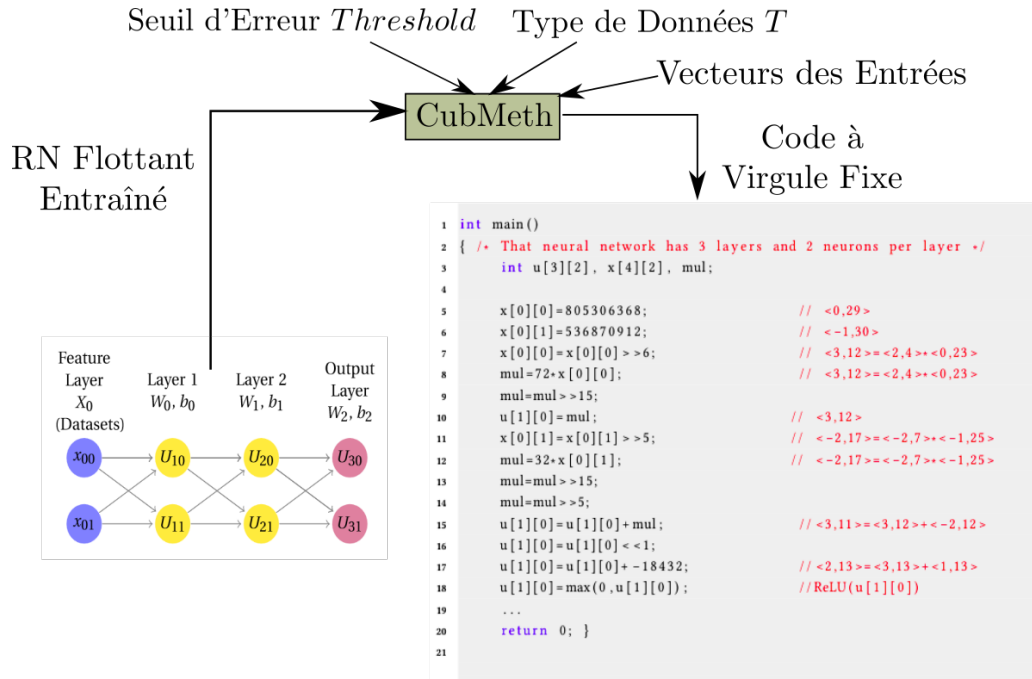 Seuil d'Erreur Threshold
Type de Données T
Vecteurs des Entrées
CubMeth
RN Flottant
Entraîné
Code à
Virgule Fixe
Feature
Layer
X0
(Datasets)
Layer 1
W0, b0
Layer 2
W1, b1
Output
Layer
W2, b2
x00
U10
U20
U30
x01
U11
U21
U31
1 int main()
2 { /* That neural network has 3 layers and 2 neurons per layer */
3 int u[3][2], x[4][2], mul;
4
5 x[0][0]=805306368; // <0,29>
6 x[0][1]=536870912; // <-1,30>
7 x[0][0]=x[0][0]>>6; // <3,12>=<2,4>*<0,23>
8 mul=72*x[0][0]; // <3,12>=<2,4>*<0,23>
9 mul=mul>>15;
10 u[1][0]=mul; // <3,12>
11 x[0][1]=x[0][1]>>5; // <-2,17>=<-2,7>*<-1,25>
12 mul=32*x[0][1]; // <-2,17>=<-2,7>*<-1,25>
13 mul=mul>>15;
14 mul=mul>>5;
15 u[1][0]=u[1][0]+mul; //<3,11>=<3,12>+<-2,12>
16 u[1][0]=u[1][0]<<1;
17 u[1][0]=u[1][0]+-18432; //<2,13>=<3,13>+<1,13>
18 u[1][0]=max(0,u[1][0]); //ReLU(u[1][0])
19 ...
20 return 0; }
21